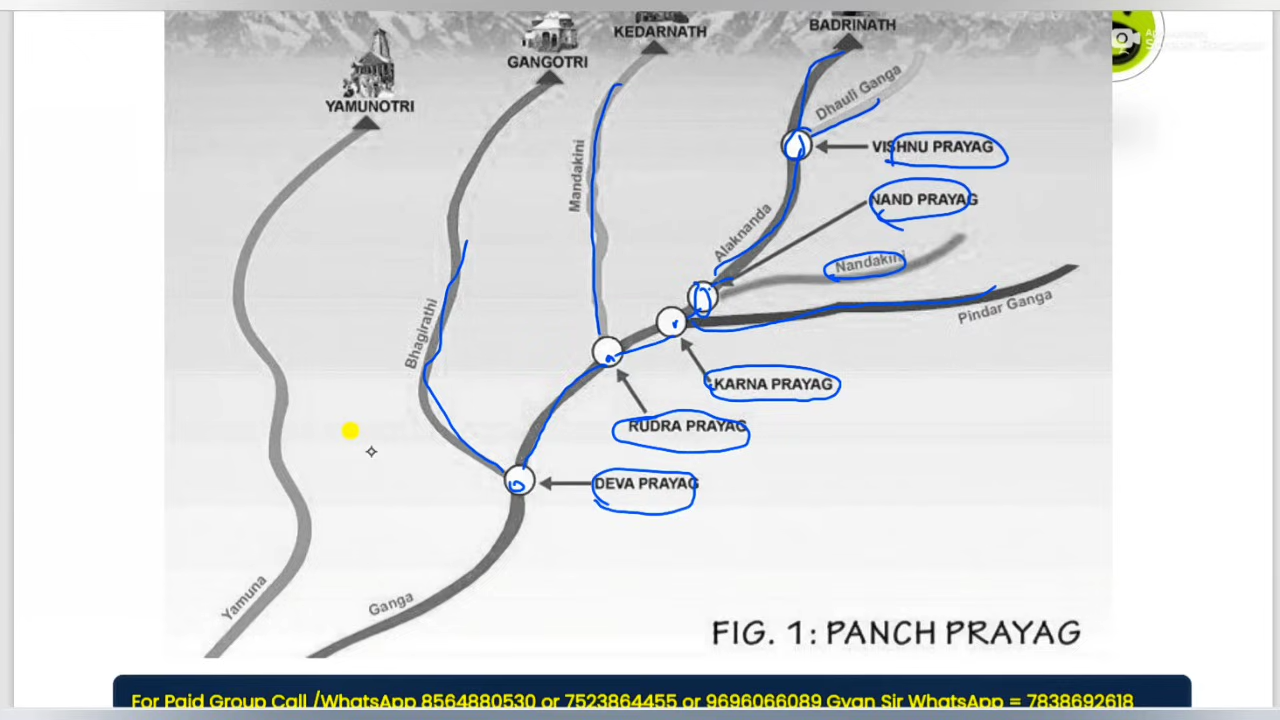 BADRINATH
KEDARNATH
GANGOTRI
YAMUNOTRI
Dhauli Ganga
VISHNU PRAYAG
Mandakini
NAND PRAYAG
Alaknanda
Nandakini
Pindar Ganga
Bhagirathi
KARNA PRAYAG
RUDRA PRAYAG
DEVA PRAYAG
Yamuna
Ganga
FIG. 1: PANCH PRAYAG
For Paid Group Call /WhatsApp 8564880530 or 7523864455 or 9696066089 Gyan Sir WhatsApp = 7838692618